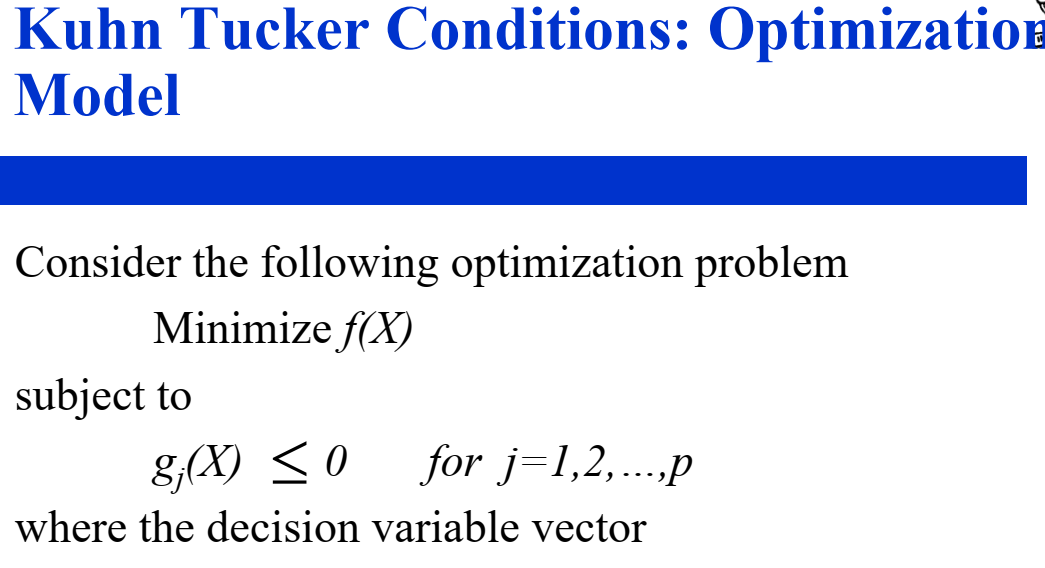 Kuhn Tucker Conditions: Optimization
Model
Consider the following optimization problem
Minimize f(X)
subject to
gj(X) ≤ 0 for j=1,2,...,p
where the decision variable vector